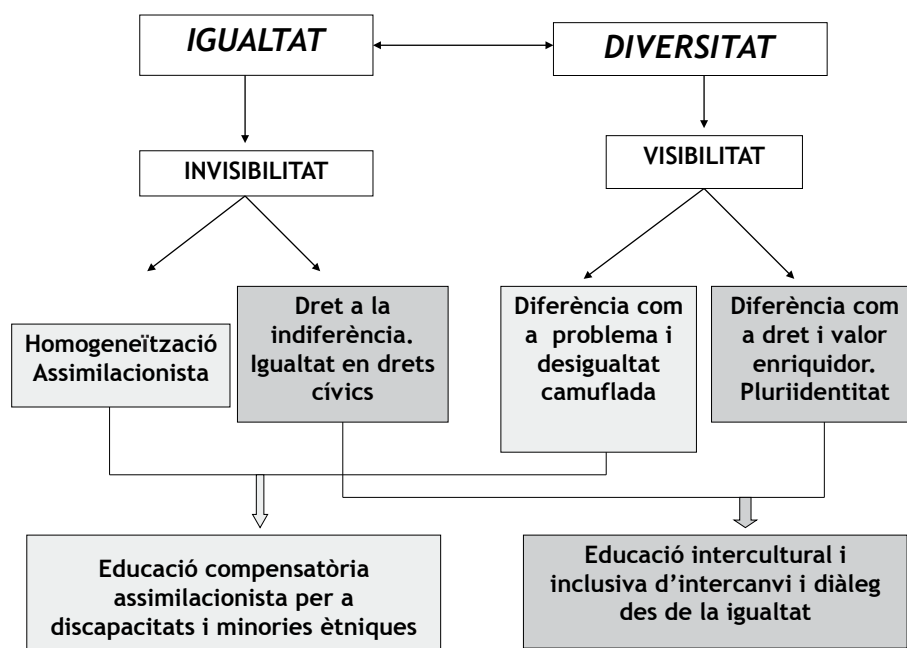 IGUALTAT
DIVERSITAT
INVISIBILITAT
VISIBILITAT
Homogeneïtzació
Assimilacionista
Dret a la
indiferència.
Igualtat en drets
cívics
Diferència com
a problema i
desigualtat
camuflada
Diferència com
a dret i valor
enriquidor.
Pluriidentitat
Educació compensatòria
assimilacionista per a
discapacitats i minories ètniques
Educació intercultural i
inclusiva d’intercanvi i diàleg
des de la igualtat